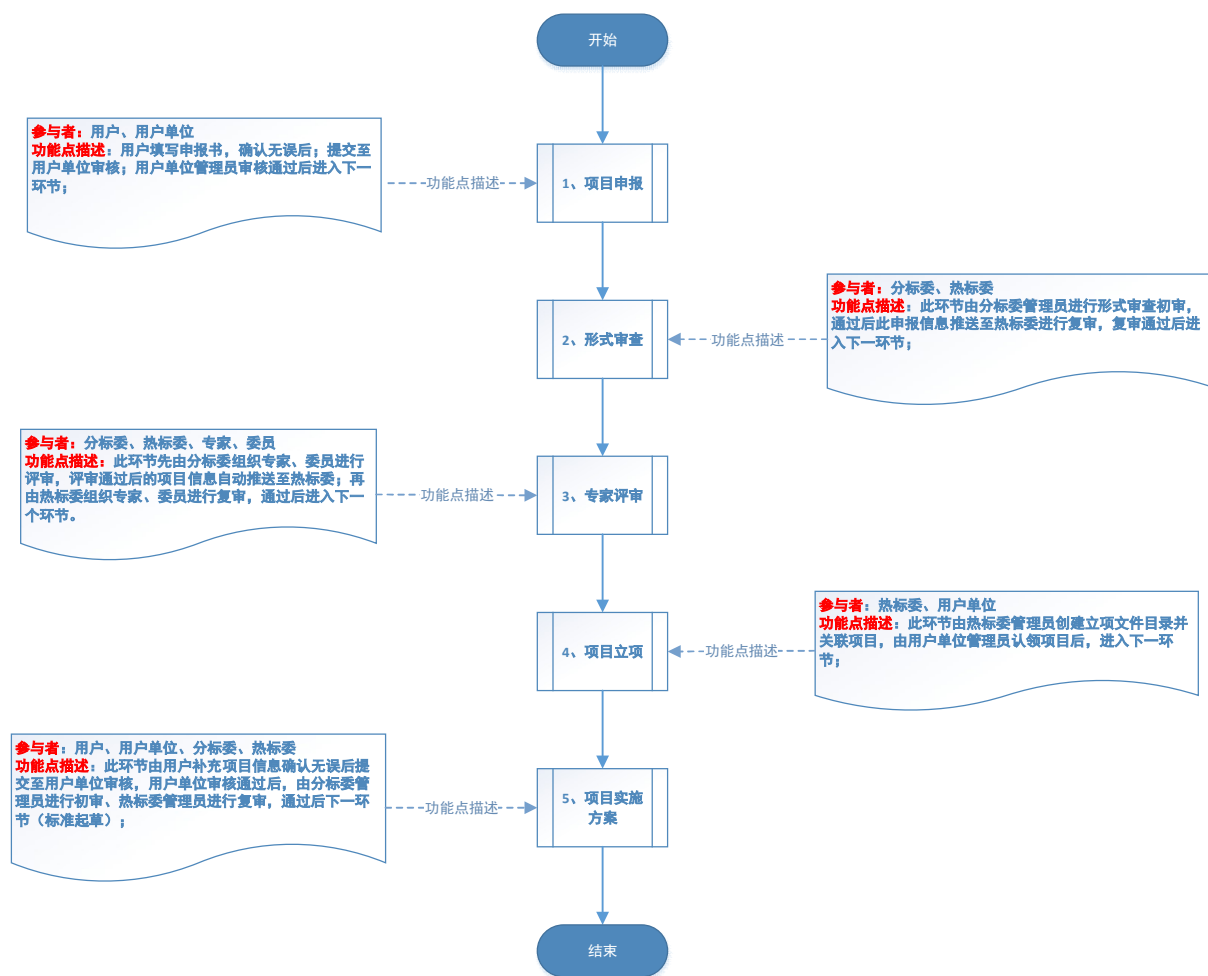 开始
参与者：用户、用户单位
功能点描述：用户填写申报书，确认无误后；提交至
用户单位审核；用户单位管理员审核通过后进入下一
环节；
功能点描述
1、项目申报
参与者：分标委、热标委
功能点描述：此环节由分标委管理员进行形式审查初审，
通过后此申报信息推送至热标委进行复审，复审通过后进
入下一环节；
2、形式审查
功能点描述
参与者：分标委、热标委、专家、委员
功能点描述：此环节先由分标委组织专家、委员进行
评审，评审通过后的项目信息自动推送至热标委；再
由热标委组织专家、委员进行复审，通过后进入下一
个环节。
功能点描述
3、专家评审
参与者：热标委、用户单位
功能点描述：此环节由热标委管理员创建立项文件目录并
关联项目，由用户单位管理员认领项目后，进入下一环
节；
4、项目立项
功能点描述
参与者：用户、用户单位、分标委、热标委
功能点描述：此环节由用户补充项目信息确认无误后提
交至用户单位审核，用户单位审核通过后，由分标委管
理员进行初审、热标委管理员进行复审，通过后下一环
节（标准起草）；
功能点描述
5、项目实施
方案
结束